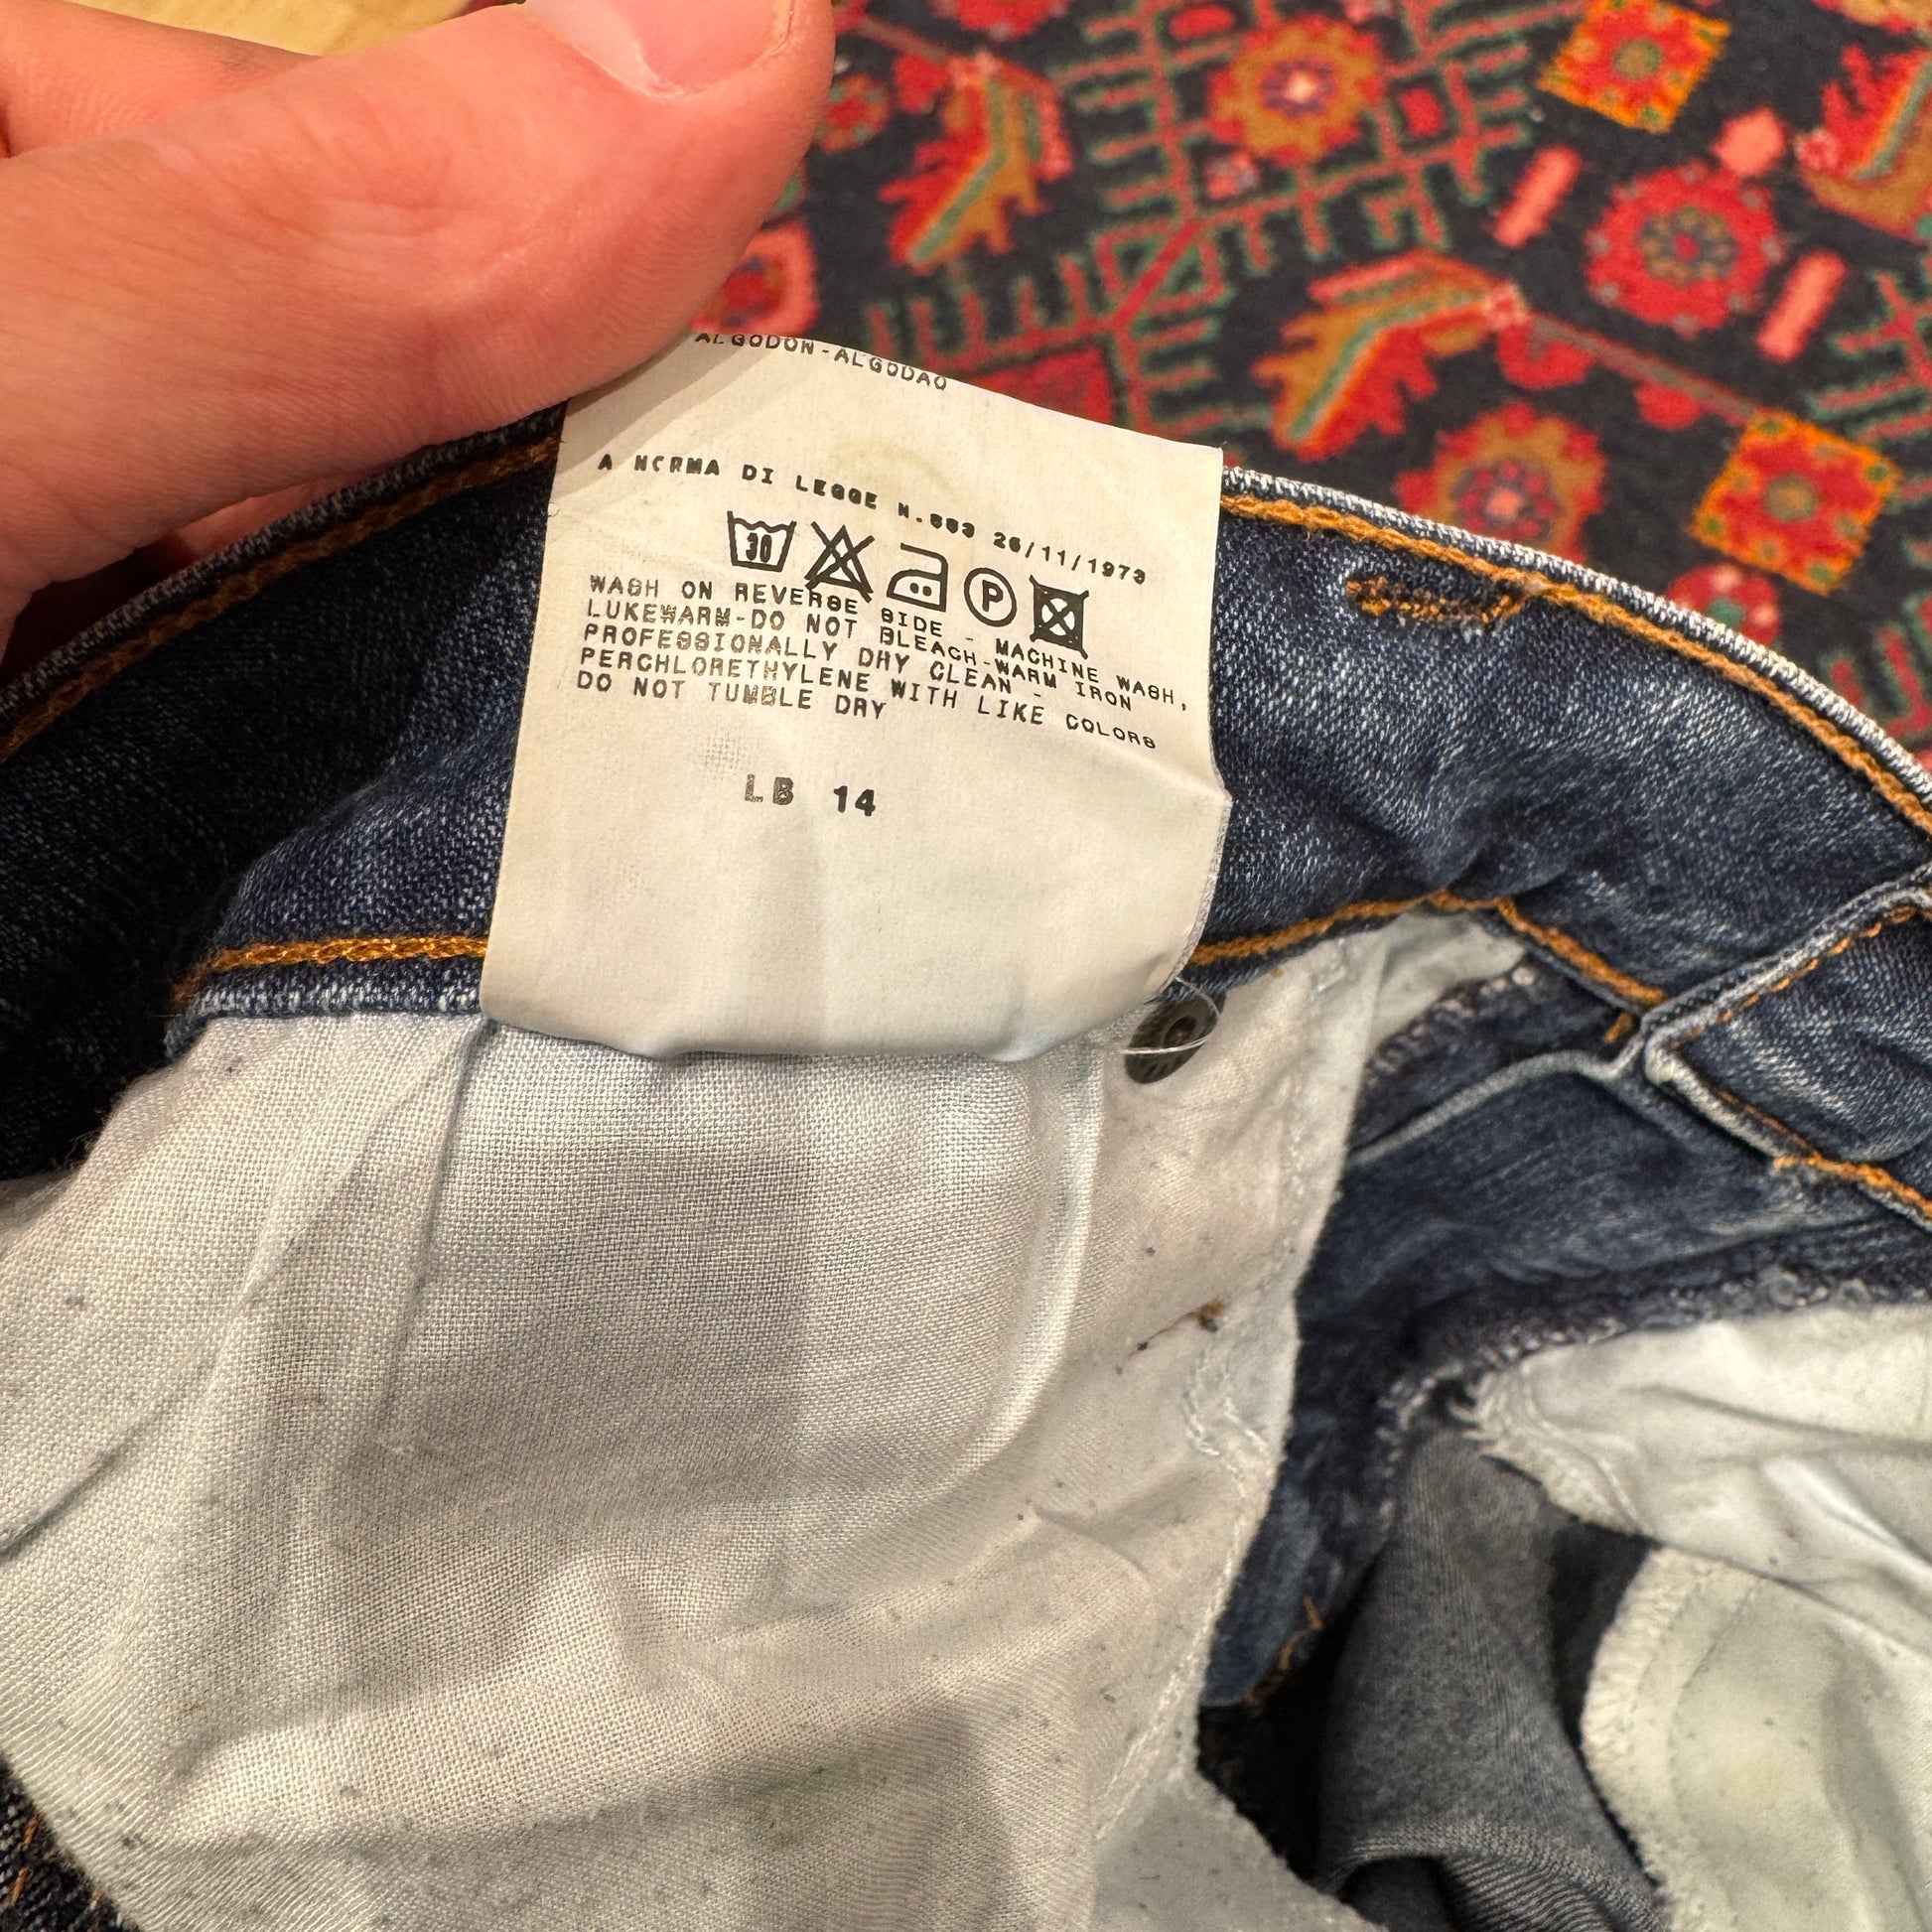 ALGODON-ALGODAO
A NORMA DI LEGGE N.883 26/11/1973
30 P
WASH ON REVERSE SIDE - MACHINE WASH,
LUKEWARM-DO NOT BLEACH-WARM IRON
PROFESSIONALLY DRY CLEAN -
PERCHLORETHYLENE WITH LIKE COLORS
DO NOT TUMBLE DRY
LB 14